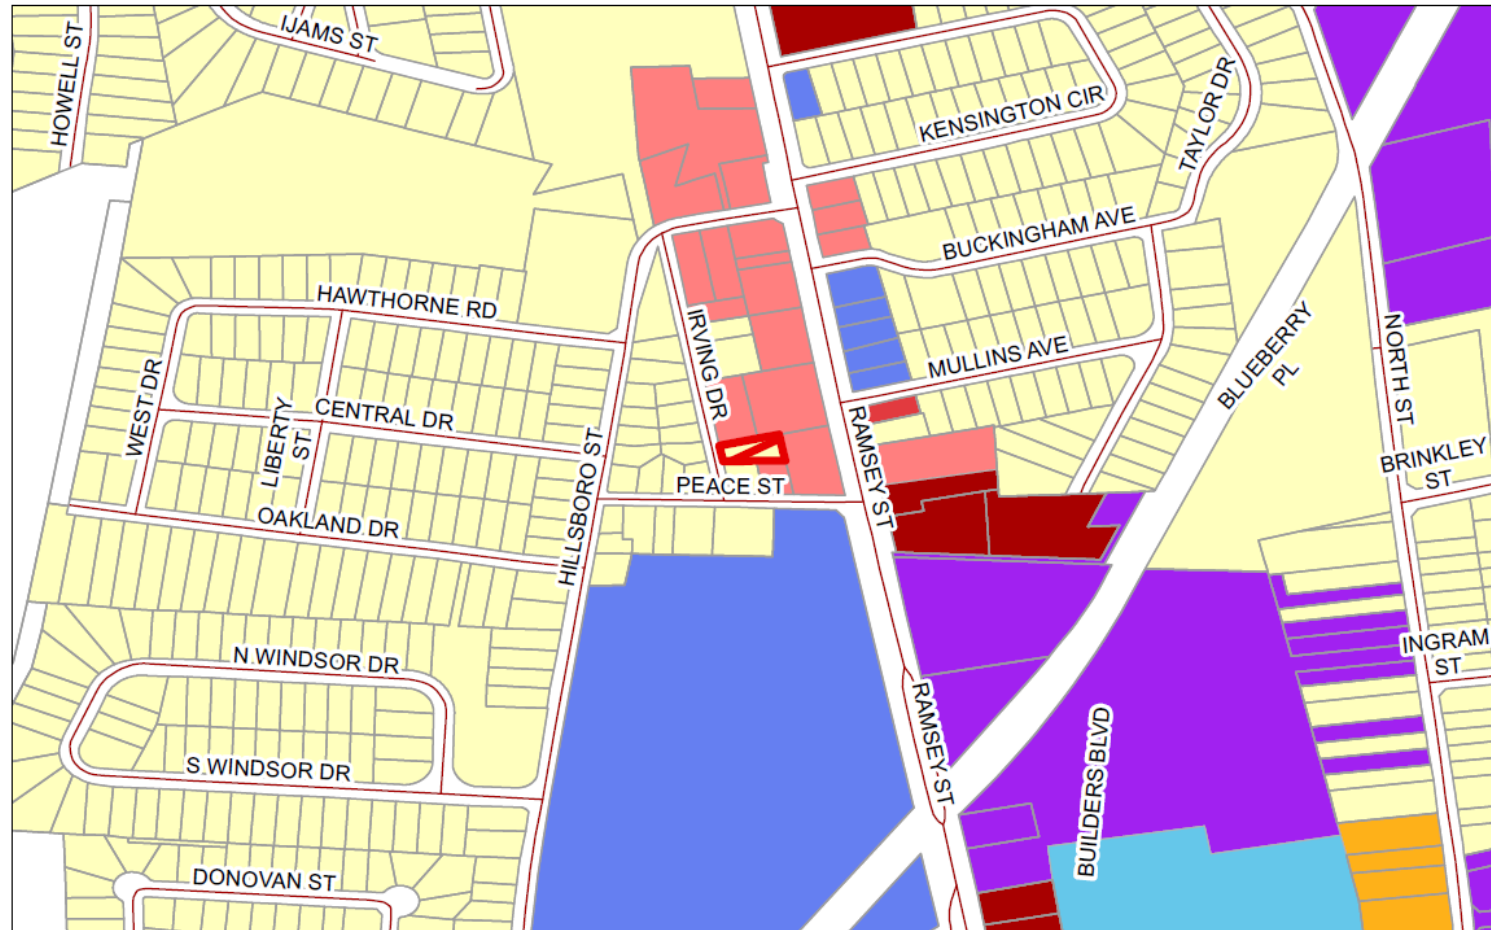 IJAMS ST
HOWELL ST
TAYLOR DR
KENSINGTON CIR
BUCKINGHAM AVE
HAWTHORNE RD
IRVING DR
MULLINS AVE
BLUEBERRY
PL
NORTH ST
WEST DR
LIBERTY
ST
CENTRAL DR
RAMSEY ST
BRINKLEY
ST
HILLSBORO ST
PEACE ST
OAKLAND DR
INGRAM
ST
N WINDSOR DR
RAMSEY ST
BUILDERS BLVD
S WINDSOR DR
DONOVAN ST